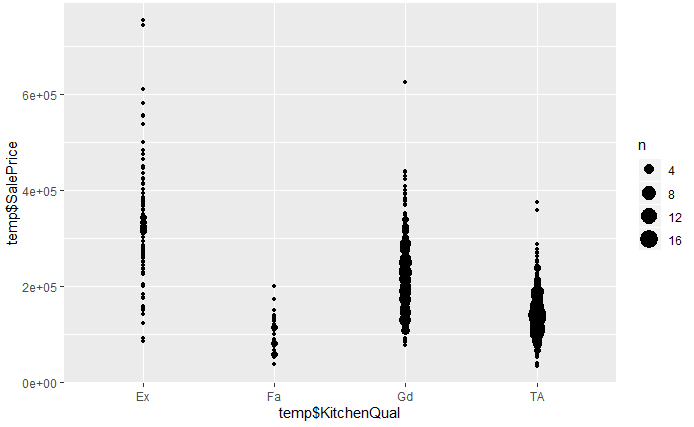 temp$SalePrice
6e+05
4e+05
2e+05
0e+00
Ex
Fa
Gd
TA
temp$KitchenQual
n
4
8
12
16